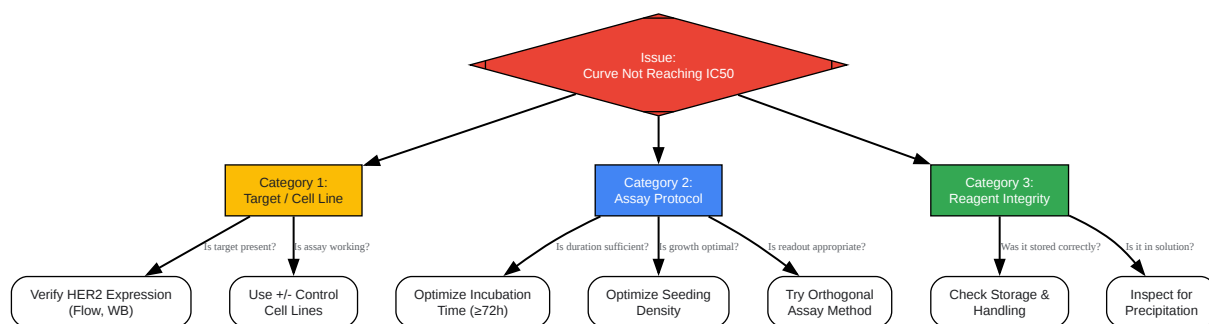 Issue:
Curve Not Reaching IC50
Category 1:
Target / Cell Line
Category 2:
Assay Protocol
Category 3:
Reagent Integrity
Is target present?
Is assay working?
Is duration sufficient?
Is growth optimal?
Is readout appropriate?
Was it stored correctly?
Is it in solution?
Verify HER2 Expression
(Flow, WB)
Use +/- Control
Cell Lines
Optimize Incubation
Time (≥72h)
Optimize Seeding
Density
Try Orthogonal
Assay Method
Check Storage &
Handling
Inspect for
Precipitation